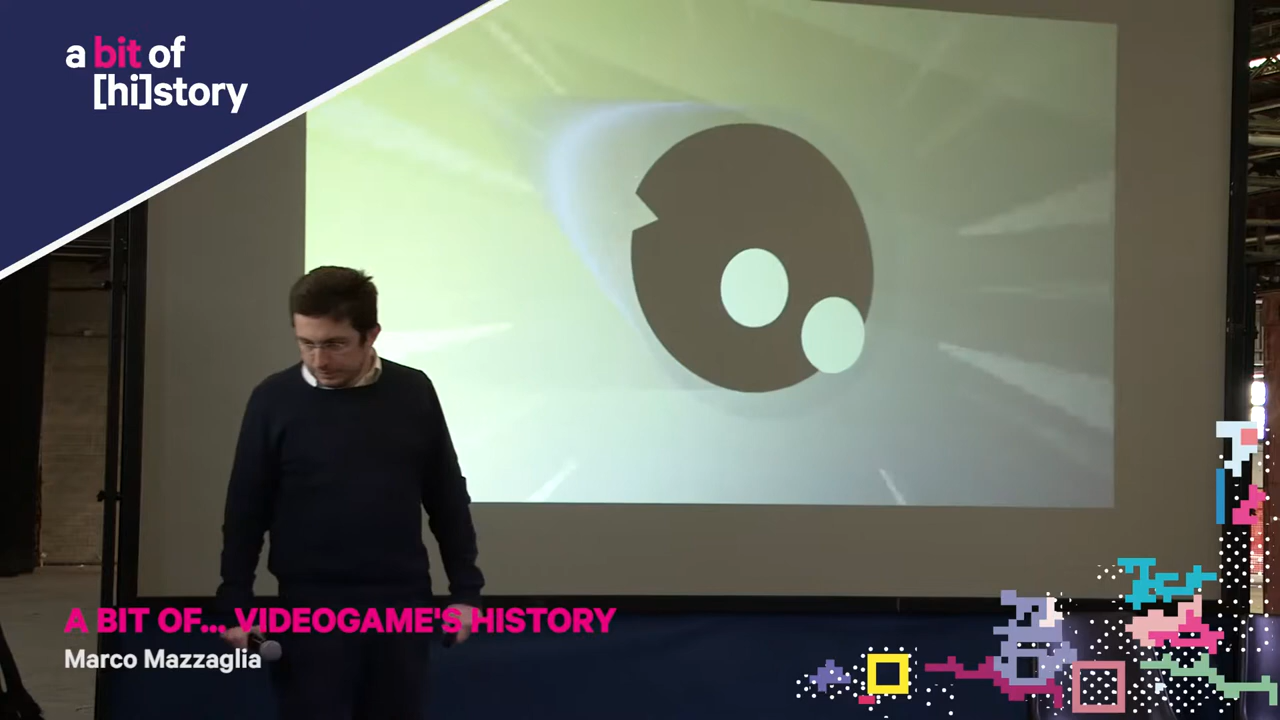 a bit of
[hi]story
A BIT OF... VIDEOGAME'S HISTORY
Marco Mazzaglia